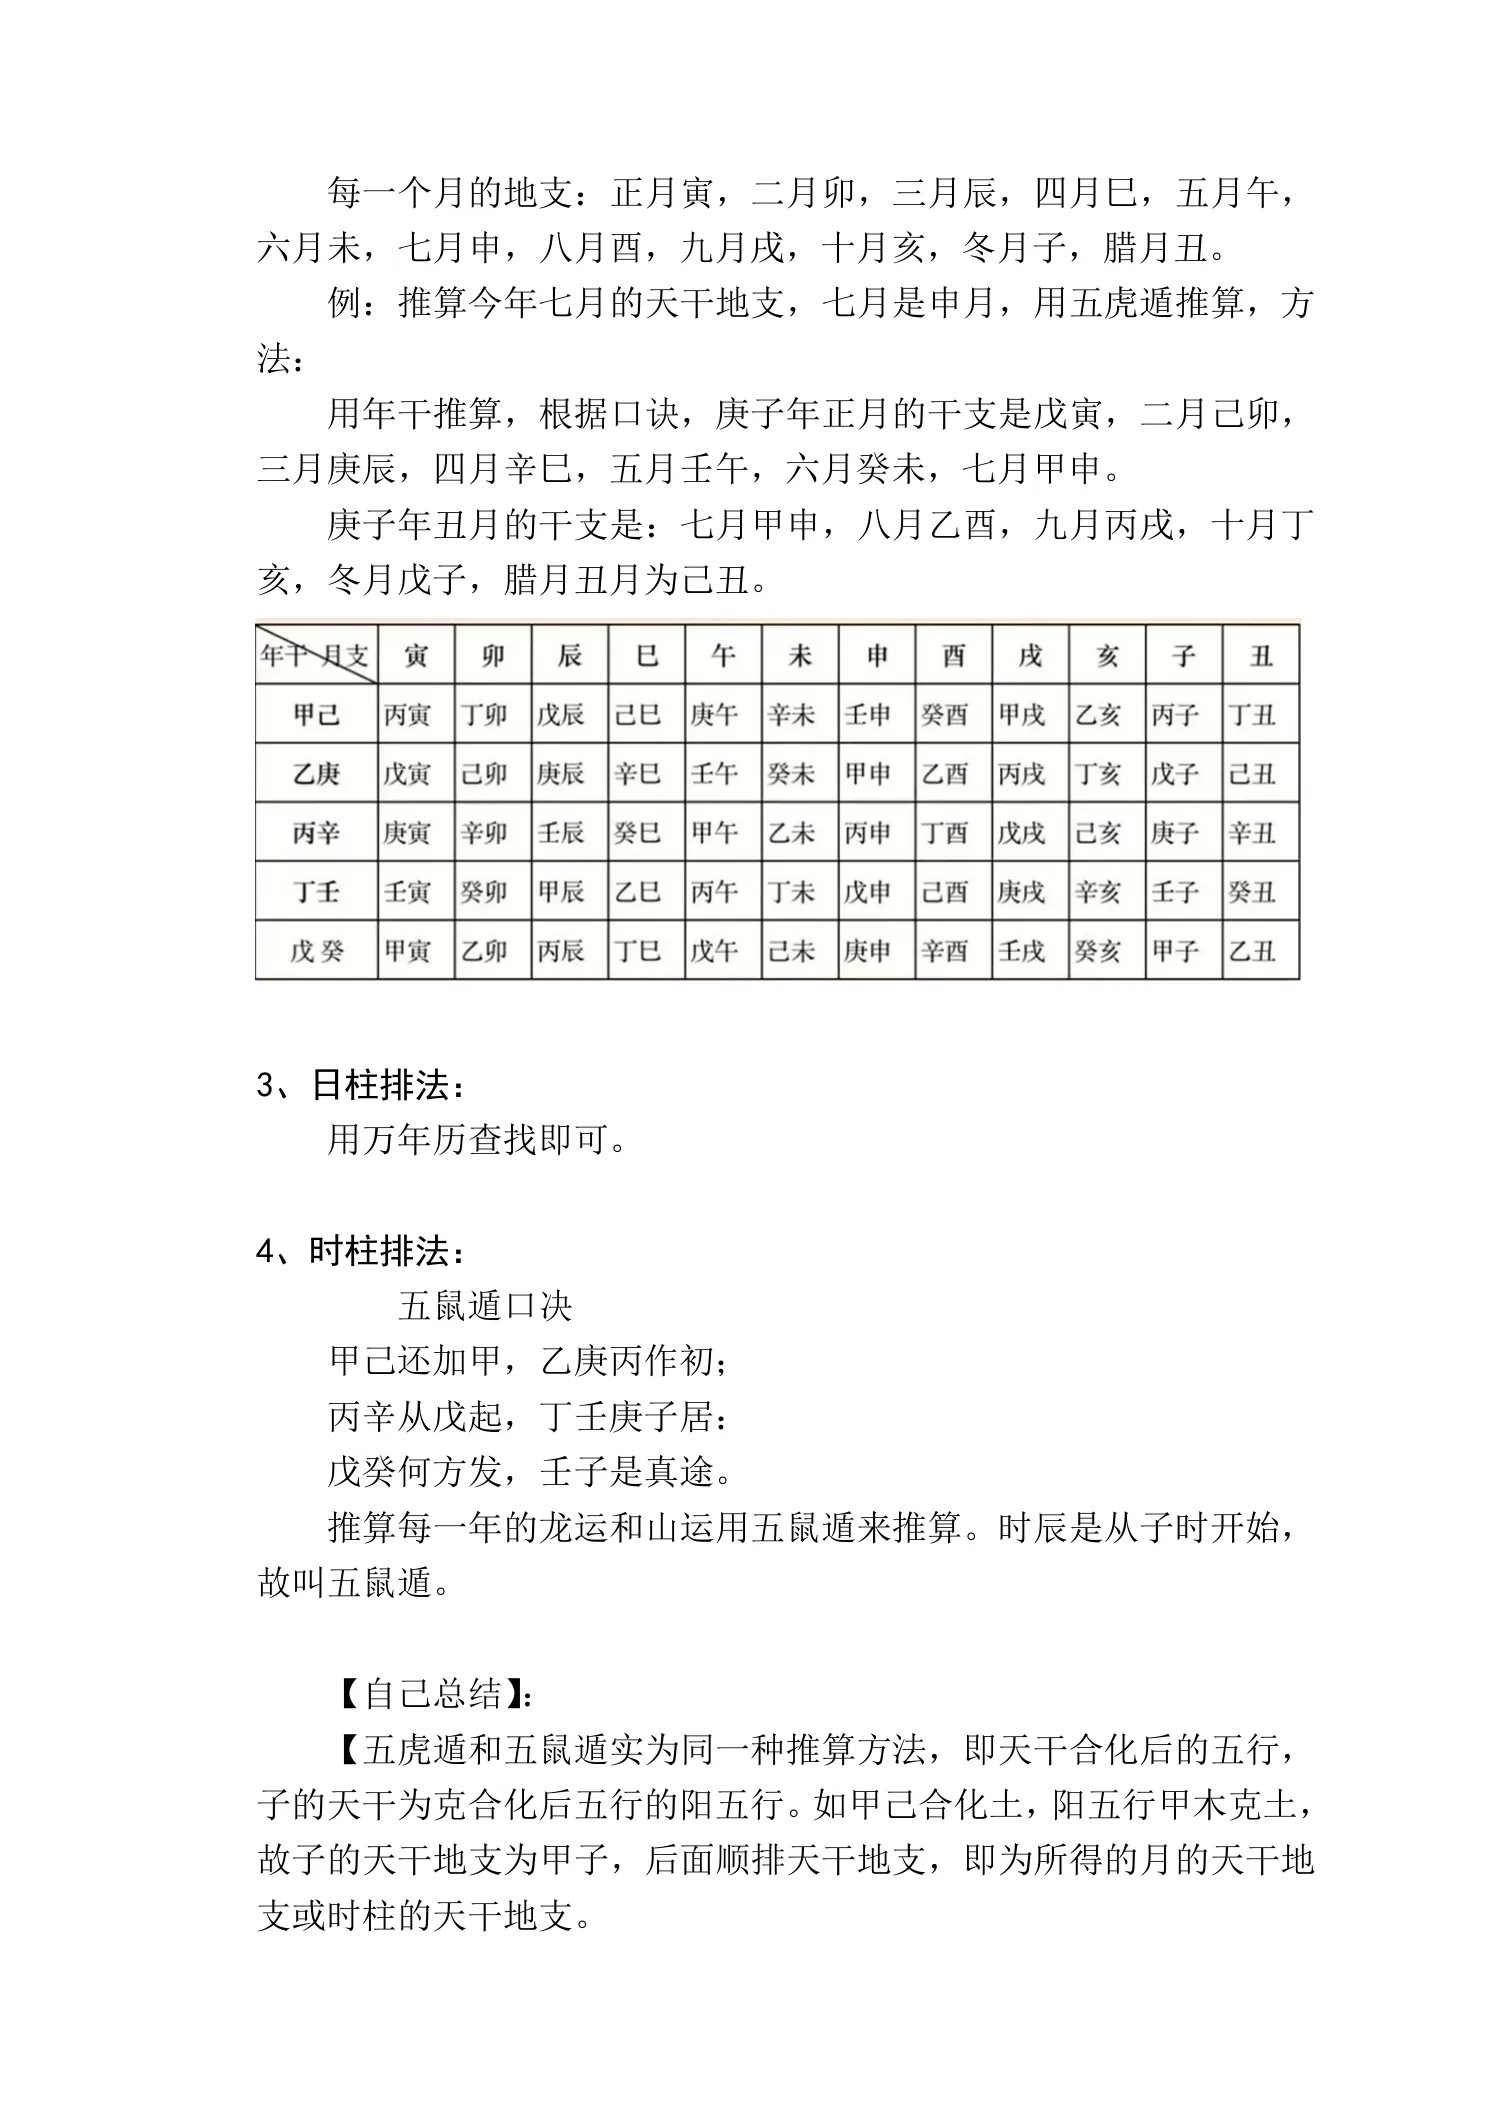 每一个月的地支：正月寅，二月卯，三月辰，四月巳，五月午，
六月未，七月申，八月酉，九月戌，十月亥，冬月子，腊月丑。
例：推算今年七月的天干地支，七月是申月，用五虎遁推算，方
法：
用年干推算，根据口诀，庚子年正月的干支是戊寅，二月己卯，
三月庚辰，四月辛巳，五月壬午，六月癸未，七月甲申。
庚子年丑月的干支是：七月甲申，八月乙酉，九月丙戌，十月丁
亥，冬月戊子，腊月丑月为己丑。
年干 月支 寅 卯 辰 巳 午 未 申 酉 戌 亥 子 丑
甲己 丙寅 丁卯 戊辰 己巳 庚午 辛未 壬申 癸酉 甲戌 乙亥 丙子 丁丑
乙庚 戊寅 己卯 庚辰 辛巳 壬午 癸未 甲申 乙酉 丙戌 丁亥 戊子 己丑
丙辛 庚寅 辛卯 壬辰 癸巳 甲午 乙未 丙申 丁酉 戊戌 己亥 庚子 辛丑
丁壬 壬寅 癸卯 甲辰 乙巳 丙午 丁未 戊申 己酉 庚戌 辛亥 壬子 癸丑
戊癸 甲寅 乙卯 丙辰 丁巳 戊午 己未 庚申 辛酉 壬戌 癸亥 甲子 乙丑
3、日柱排法：
用万年历查找即可。
4、时柱排法：
五鼠遁口决
甲己还加甲，乙庚丙作初；
丙辛从戊起，丁壬庚子居：
戊癸何方发，壬子是真途。
推算每一年的龙运和山运用五鼠遁来推算。时辰是从子时开始，
故叫五鼠遁。
【自己总结】：
【五虎遁和五鼠遁实为同一种推算方法，即天干合化后的五行，
子的天干为克合化后五行的阳五行。如甲己合化土，阳五行甲木克土，
故子的天干地支为甲子，后面顺排天干地支，即为所得的月的天干地
支或时柱的天干地支。